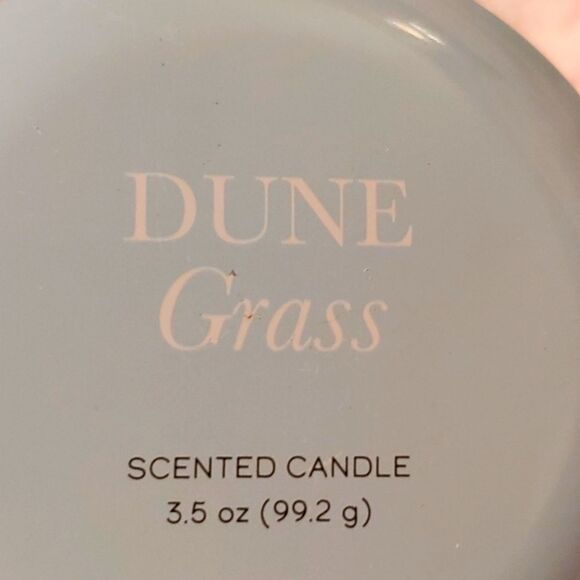 DUNE
Grass
SCENTED CANDLE
3.5 oz (99.2 g)